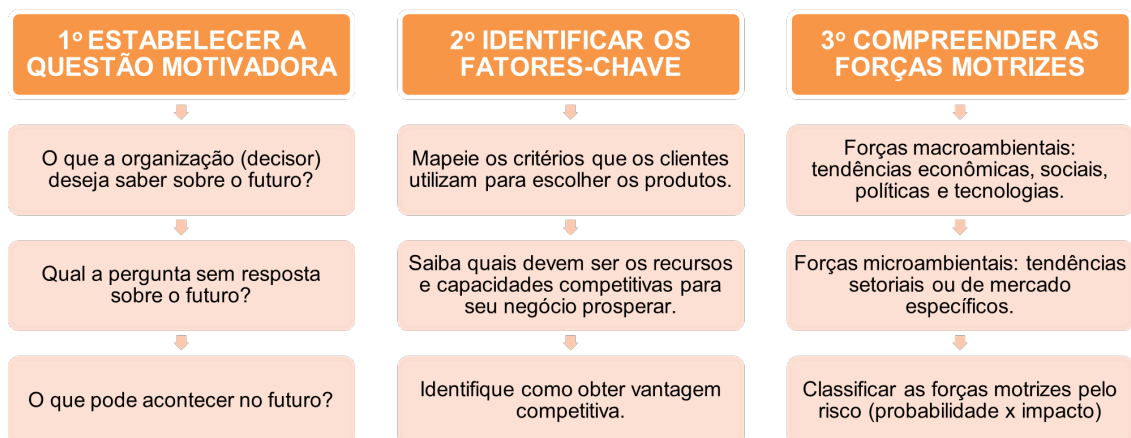 1º ESTABELECER A
QUESTÃO MOTIVADORA
O que a organização (decisor)
deseja saber sobre o futuro?
Qual a pergunta sem resposta
sobre o futuro?
O que pode acontecer no futuro?
2º IDENTIFICAR OS
FATORES-CHAVE
Mapeie os critérios que os clientes
utilizam para escolher os produtos.
Saiba quais devem ser os recursos
e capacidades competitivas para
seu negócio prosperar.
Identifique como obter vantagem
competitiva.
3º COMPREENDER AS
FORÇAS MOTRIZES
Forças macroambientais:
tendências econômicas, sociais,
políticas e tecnologias.
Forças microambientais: tendências
setoriais ou de mercado
específicos.
Classificar as forças motrizes pelo
risco (probabilidade x impacto)